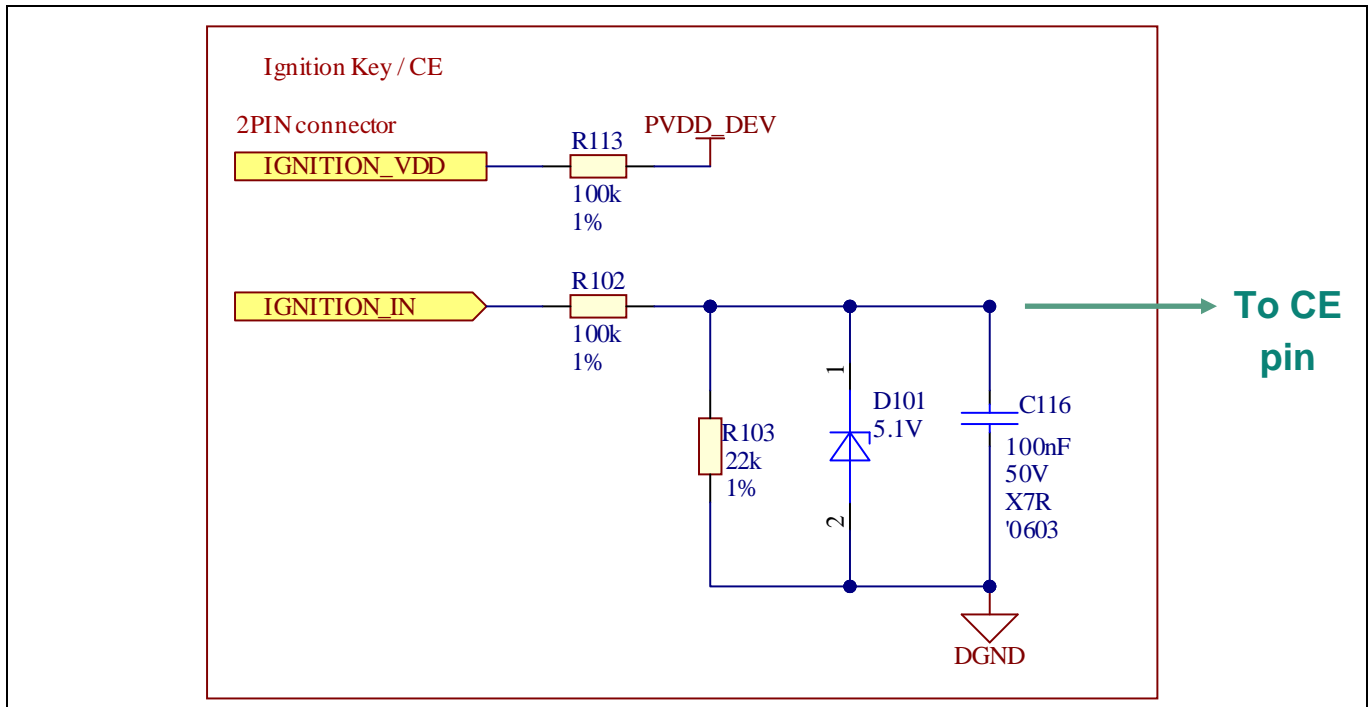 Ignition Key / CE
2PIN connector
PVDD_DEV
R113
IGNITION_VDD
100k
1%
R102
IGNITION_IN
100k
1%
To CE
pin
1
D101
5.1V
C116
100nF
50V
X7R
'0603
R103
22k
1%
2
DGND